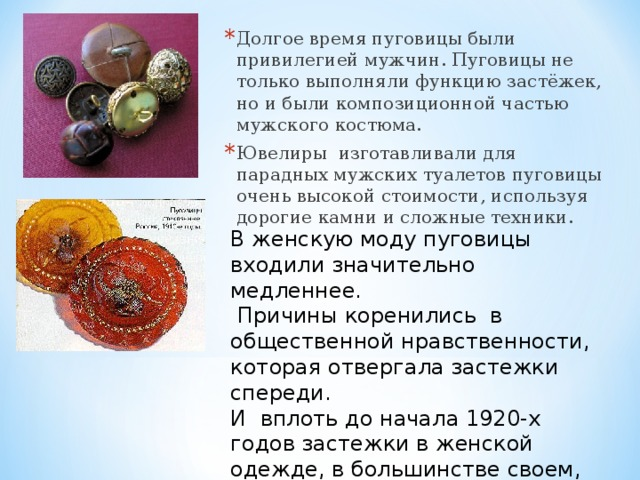 * Долгое время пуговицы были
привилегией мужчин. Пуговицы не
только выполняли функцию застёжек,
но и были композиционной частью
мужского костюма.
* Ювелиры изготавливали для
парадных мужских туалетов пуговицы
очень высокой стоимости, используя
дорогие камни и сложные техники.
В женскую моду пуговицы
входили значительно
медленнее.
Причины коренились в
общественной нравственности,
которая отвергала застежки
спереди.
И вплоть до начала 1920-х
годов застежки в женской
одежде, в большинстве своем,
Пуговицы
стеклянные.
Россия, 1910-е годы.